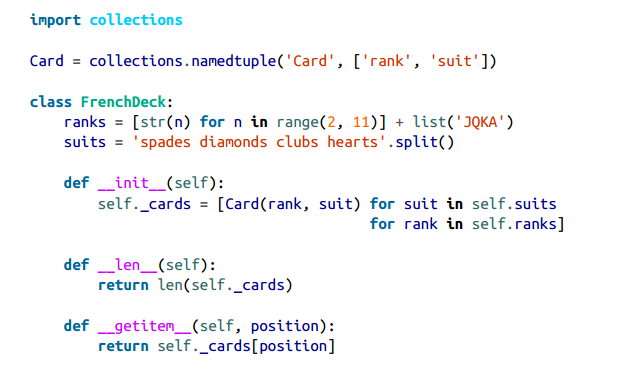 import collections
Card = collections.namedtuple('Card', ['rank', 'suit'])
class FrenchDeck:
    ranks = [str(n) for n in range(2, 11)] + list('JQKA')
    suits = 'spades diamonds clubs hearts'.split()
    def __init__(self):
        self._cards = [Card(rank, suit) for suit in self.suits
                                        for rank in self.ranks]
    def __len__(self):
        return len(self._cards)
    def __getitem__(self, position):
        return self._cards[position]